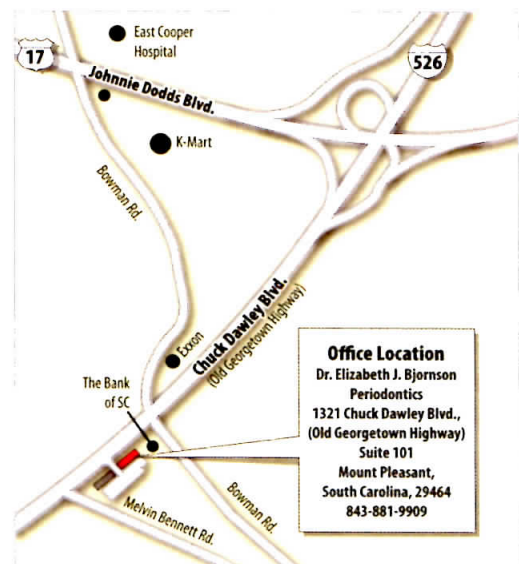 East Cooper
Hospital
17
526
Johnnie Dodds Blvd.
K-Mart
Bowman Rd.
Chuck Dawley Blvd.
(Old Georgetown Highway)
Exxon
The Bank
of SC
Office Location
Dr. Elizabeth J. Bjornson
Periodontics
1321 Chuck Dawley Blvd.,
(Old Georgetown Highway)
Suite 101
Mount Pleasant,
South Carolina, 29464
843-881-9909
Bowman Rd.
Melvin Bennett Rd.